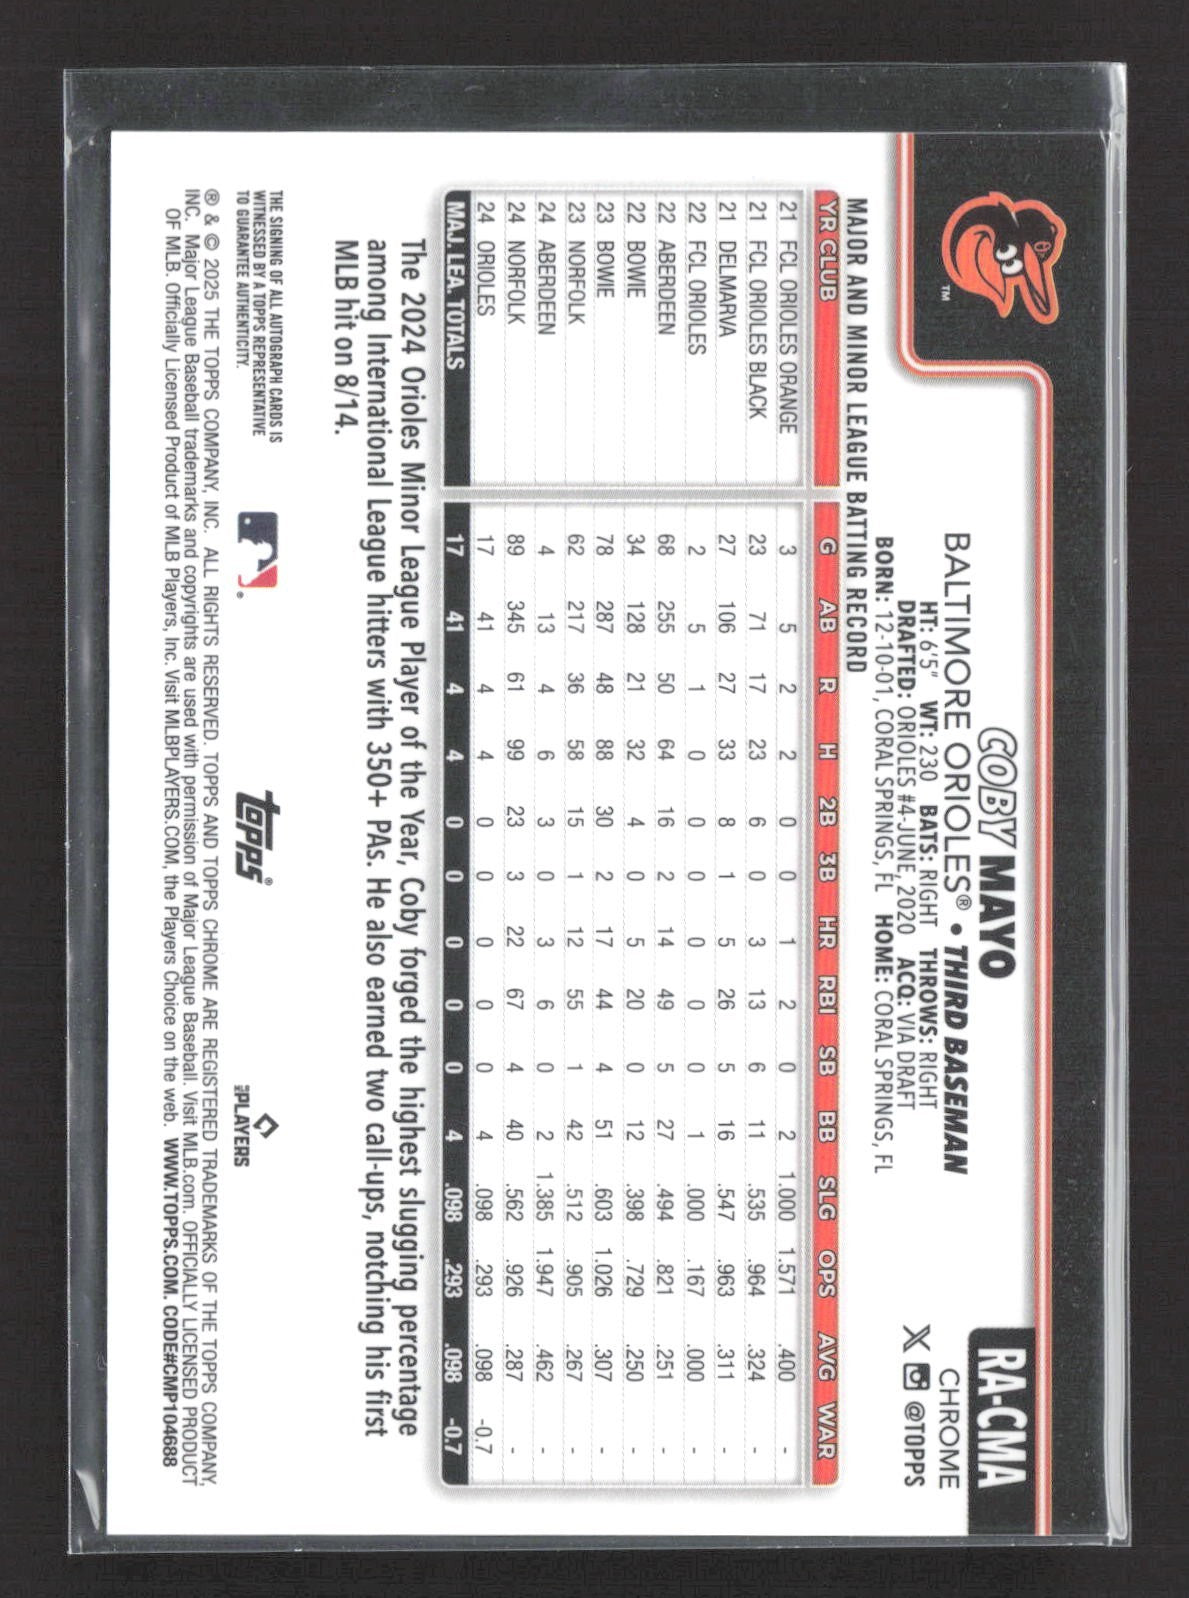 RA-CMA
COBY MAYO
CHROME
BALTIMORE ORIOLES® • THIRD BASEMAN
HT: 6'5" WT: 230 BATS: RIGHT THROWS: RIGHT
@TOPPS
DRAFTED: ORIOLES #4-JUNE, 2020 ACQ: VIA DRAFT
BORN: 12-10-01, CORAL SPRINGS, FL HOME: CORAL SPRINGS, FL
TM
MAJOR AND MINOR LEAGUE BATTING RECORD
YR CLUB G AB R H 2B 3B HR RBI SB BB SLG OPS AVG WAR
21 FCL ORIOLES ORANGE 3 5 2 2 0 0 1 2 0 2 1.000 1.571 .400 -
21 FCL ORIOLES BLACK 23 71 17 23 6 0 3 13 6 11 .535 .964 .324 -
21 DELMARVA 27 106 27 33 8 1 5 26 5 16 .547 .963 .311 -
22 FCL ORIOLES 2 5 1 0 0 0 0 0 0 1 .000 .167 .000 -
22 ABERDEEN 68 255 50 64 16 2 14 49 5 27 .494 .821 .251 -
22 BOWIE 34 128 21 32 4 0 5 20 0 12 .398 .729 .250 -
23 BOWIE 78 287 48 88 30 2 17 44 4 51 .603 1.026 .307 -
23 NORFOLK 62 217 36 58 15 1 12 55 1 42 .512 .905 .267 -
24 ABERDEEN 4 13 4 6 3 0 3 6 0 2 1.385 1.947 .462 -
24 NORFOLK 89 345 61 99 23 3 22 67 4 40 .562 .926 .287 -
24 ORIOLES 17 41 4 4 0 0 0 0 0 4 .098 .293 .098 -0.7
MAJ. LEA. TOTALS 17 41 4 4 0 0 0 0 0 4 .098 .293 .098 -0.7
The 2024 Orioles Minor League Player of the Year, Coby forged the highest slugging percentage
among International League hitters with 350+ PAs. He also earned two call-ups, notching his first
MLB hit on 8/14.
THE SIGNING OF ALL AUTOGRAPH CARDS IS
WITNESSED BY A TOPPS REPRESENTATIVE
TO GUARANTEE AUTHENTICITY.
topps®
MLB PLAYERS
® & © 2025 THE TOPPS COMPANY, INC. ALL RIGHTS RESERVED. TOPPS AND TOPPS CHROME ARE REGISTERED TRADEMARKS OF THE TOPPS COMPANY,
INC. Major League Baseball trademarks and copyrights are used with permission of Major League Baseball. Visit MLB.com. OFFICIALLY LICENSED PRODUCT
OF MLB. Officially Licensed Product of MLB Players, Inc. Visit MLBPLAYERS.COM, the Players Choice on the web. WWW.TOPPS.COM. CODE#CMP104688